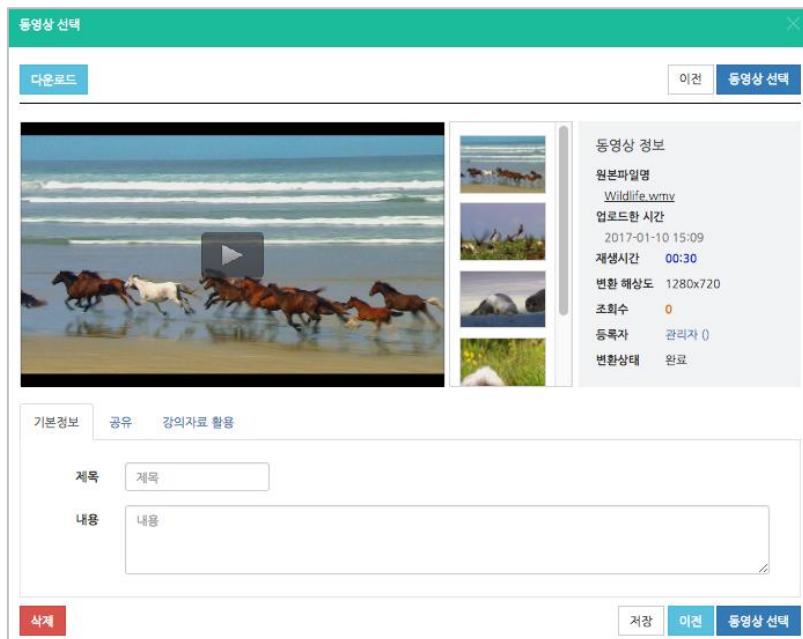 동영상 선택
다운로드
이전 동영상 선택
동영상 정보
원본파일명
Wildlife.wmv
업로드한 시간
2017-01-10 15:09
재생시간 00:30
변환 해상도 1280x720
조회수 0
등록자 관리자 ()
변환상태 완료
기본정보 공유 강의자료 활용
제목 제목
내용 내용
삭제 저장 이전 동영상 선택